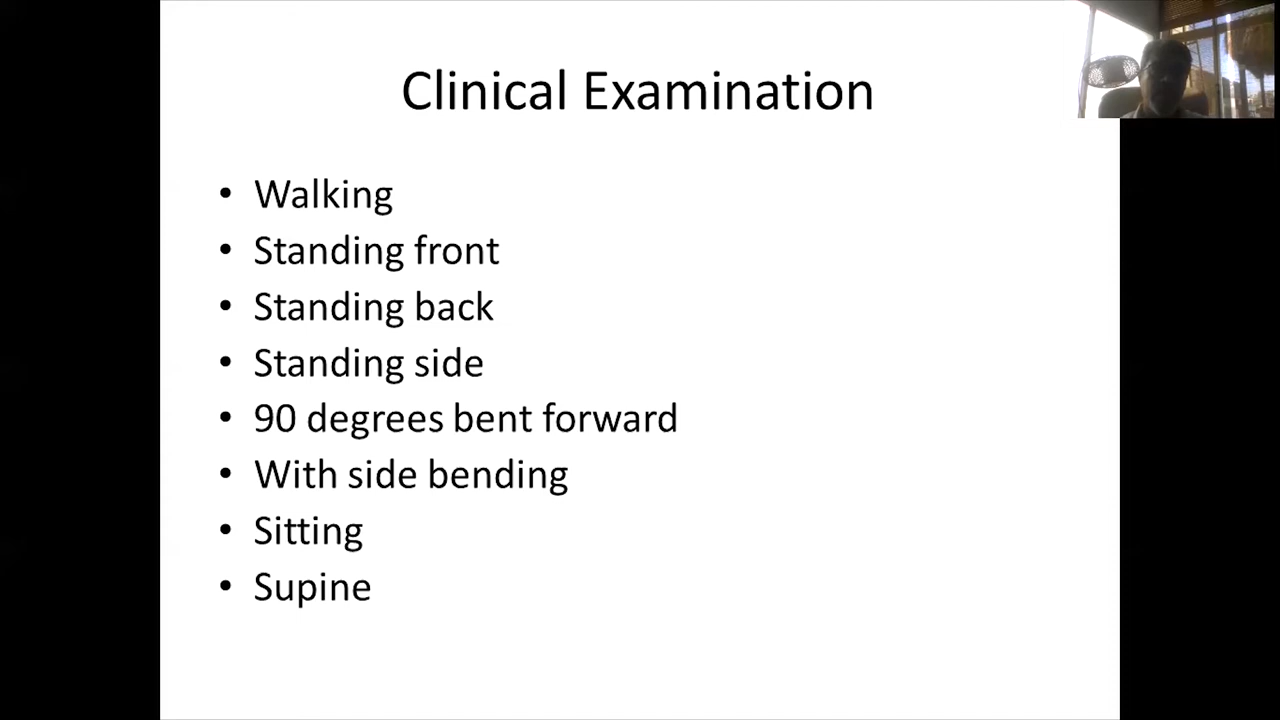 Clinical Examination
• Walking
• Standing front
• Standing back
• Standing side
• 90 degrees bent forward
• With side bending
• Sitting
• Supine